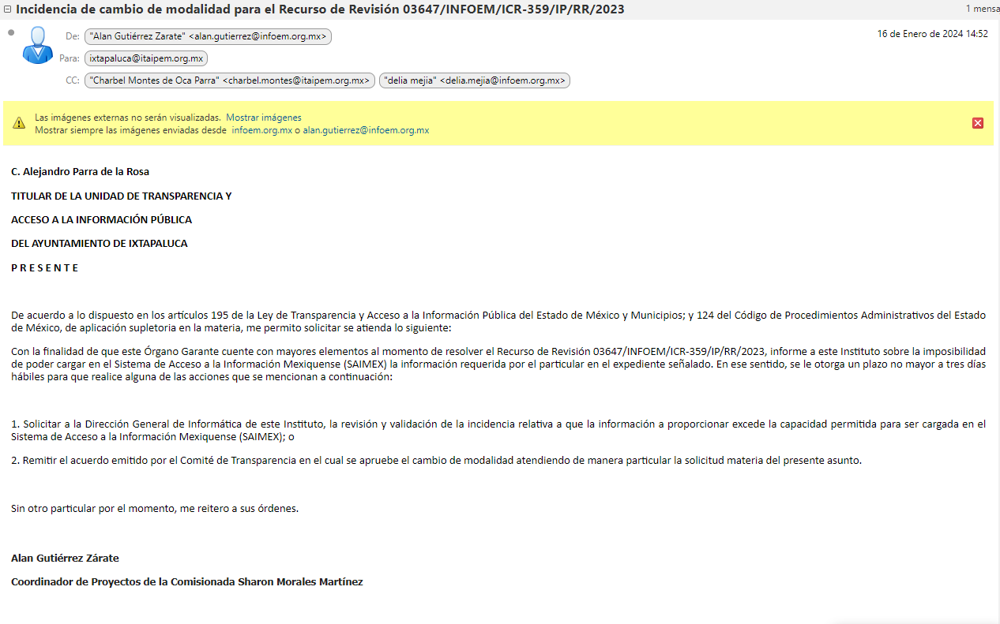 Incidencia de cambio de modalidad para el Recurso de Revisión 03647/INFOEM/ICR-359/IP/RR/2023
1 mensa
De: "Alan Gutiérrez Zarate" <alan.gutierrez@infoem.org.mx>
16 de Enero de 2024 14:52
Para: ixtapaluca@itaipem.org.mx
CC: "Charbel Montes de Oca Parra" <charbel.montes@itaipem.org.mx> "delia mejia" <delia.mejia@infoem.org.mx>
Las imágenes externas no serán visualizadas. Mostrar imágenes
Mostrar siempre las imágenes enviadas desde infoem.org.mx o alan.gutierrez@infoem.org.mx
C. Alejandro Parra de la Rosa
TITULAR DE LA UNIDAD DE TRANSPARENCIA Y
ACCESO A LA INFORMACIÓN PÚBLICA
DEL AYUNTAMIENTO DE IXTAPALUCA
P R E S E N T E
De acuerdo a lo dispuesto en los artículos 195 de la Ley de Transparencia y Acceso a la Información Pública del Estado de México y Municipios; y 124 del Código de Procedimientos Administrativos del Estado
de México, de aplicación supletoria en la materia, me permito solicitar se atienda lo siguiente:
Con la finalidad de que este Órgano Garante cuente con mayores elementos al momento de resolver el Recurso de Revisión 03647/INFOEM/ICR-359/IP/RR/2023, informe a este Instituto sobre la imposibilidad
de poder cargar en el Sistema de Acceso a la Información Mexiquense (SAIMEX) la información requerida por el particular en el expediente señalado. En ese sentido, se le otorga un plazo no mayor a tres días
hábiles para que realice alguna de las acciones que se mencionan a continuación:
1. Solicitar a la Dirección General de Informática de este Instituto, la revisión y validación de la incidencia relativa a que la información a proporcionar excede la capacidad permitida para ser cargada en el
Sistema de Acceso a la Información Mexiquense (SAIMEX); o
2. Remitir el acuerdo emitido por el Comité de Transparencia en el cual se apruebe el cambio de modalidad atendiendo de manera particular la solicitud materia del presente asunto.
Sin otro particular por el momento, me reitero a sus órdenes.
Alan Gutiérrez Zárate
Coordinador de Proyectos de la Comisionada Sharon Morales Martínez